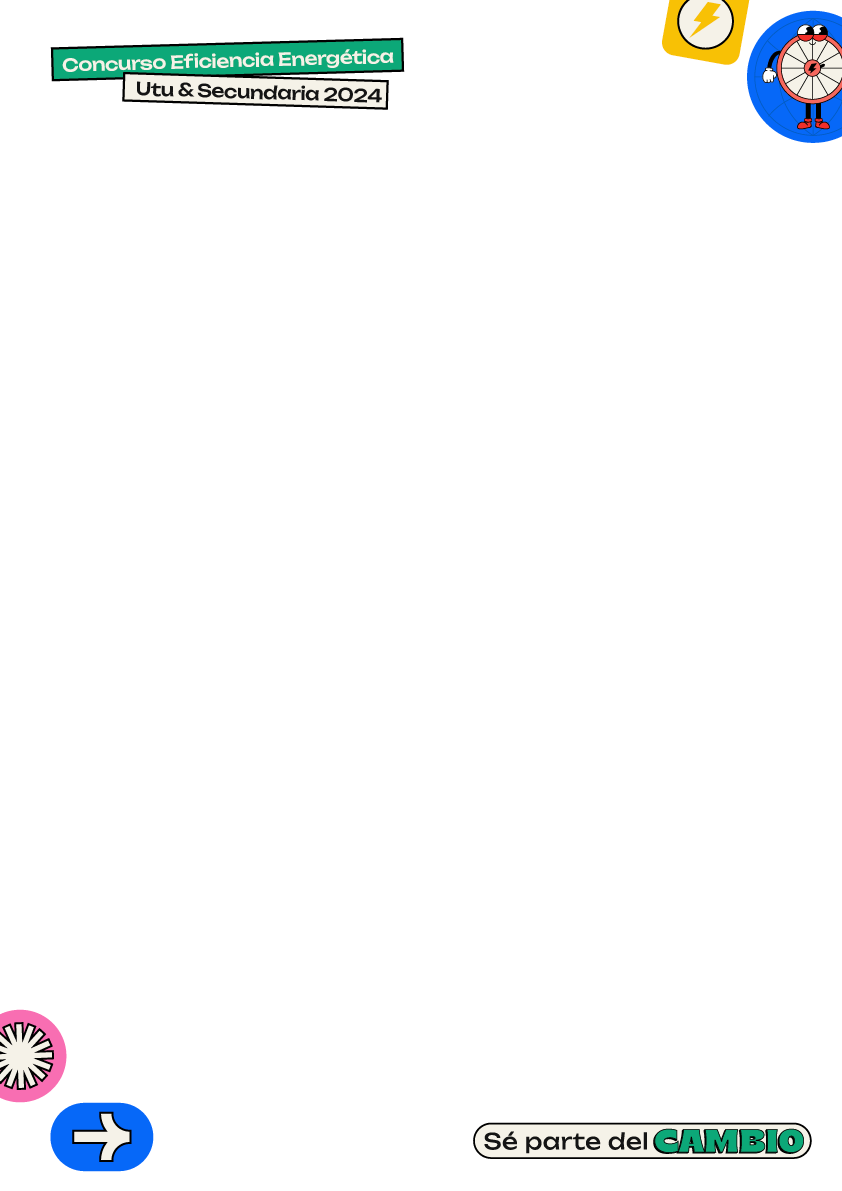 Concurso Eficiencia Energética
Utu & Secundaria 2024
Sé parte del CAMBIO